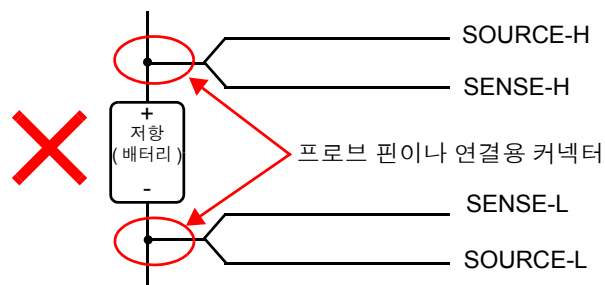 SOURCE-H
SENSE-H
+
저항
( 배터리 )
-
프로브 핀이나 연결용 커넥터
SENSE-L
SOURCE-L